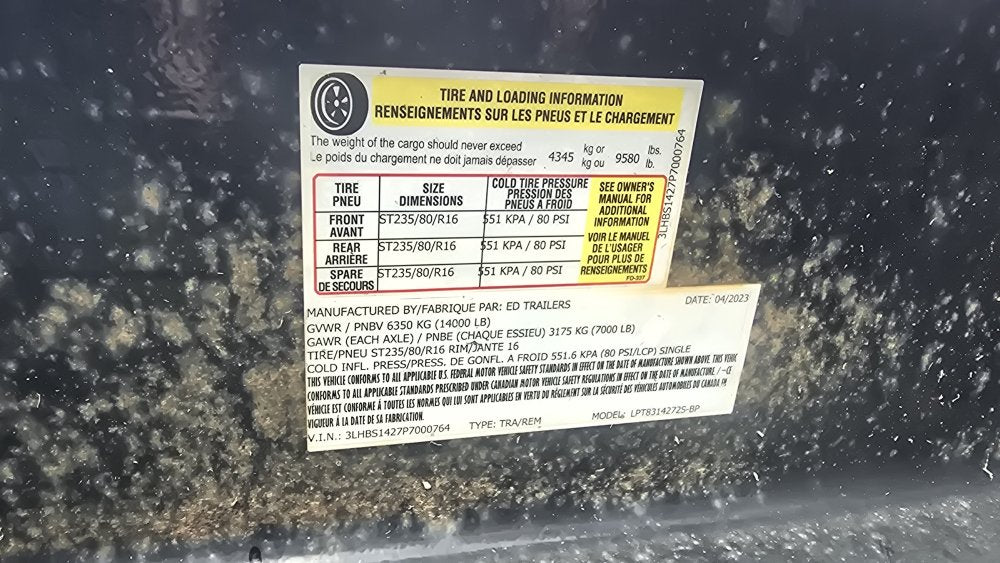 TIRE AND LOADING INFORMATION
RENSEIGNEMENTS SUR LES PNEUS ET LE CHARGEMENT
The weight of the cargo should never exceed
Le poids du chargement ne doit jamais dépasser 4345 kg or kg ou 9580 lbs. lb.
TIRE PNEU SIZE DIMENSIONS COLD TIRE PRESSURE PRESSION DES PNEUS A FROID
FRONT AVANT ST235/80/R16 551 KPA / 80 PSI
REAR ARRIÈRE ST235/80/R16 551 KPA / 80 PSI
SPARE DE SECOURS ST235/80/R16 551 KPA / 80 PSI
SEE OWNER'S
MANUAL FOR
ADDITIONAL
INFORMATION
VOIR LE MANUEL
DE L'USAGER
POUR PLUS DE
RENSEIGNEMENTS
FO-337
3LHBS1427P7000764
MANUFACTURED BY/FABRIQUE PAR: ED TRAILERS DATE: 04/2023
GVWR / PNBV 6350 KG (14000 LB)
GAWR (EACH AXLE) / PNBE (CHAQUE ESSIEU) 3175 KG (7000 LB)
TIRE/PNEU ST235/80/R16 RIM/JANTE 16
COLD INFL. PRESS/PRESS. DE GONFL. A FROID 551.6 KPA (80 PSI/LCP) SINGLE
THIS VEHICLE CONFORMS TO ALL APPLICABLE U.S. FEDERAL MOTOR VEHICLE SAFETY STANDARDS IN EFFECT ON THE DATE OF MANUFACTURE SHOWN ABOVE. THIS VEHIC
CONFORMS TO ALL APPLICABLE STANDARDS PRESCRIBED UNDER CANADIAN MOTOR VEHICLE SAFETY REGULATIONS IN EFFECT ON THE DATE OF MANUFACTURE. / -CE
VÉHICLE EST CONFORME À TOUTES LES NORMES QUI LUI SONT APPLICABLES EN VERTU DU RÈGLEMENT SUR LA SÉCURITÉ DES VÉHICULES AUTOMOBILES DU CANADA
VIGUEUR À LA DATE DE SA FABRICATION.
V.I.N.: 3LHBS1427P7000764 TYPE: TRA/REM MODEL: LPT8314272S-BP